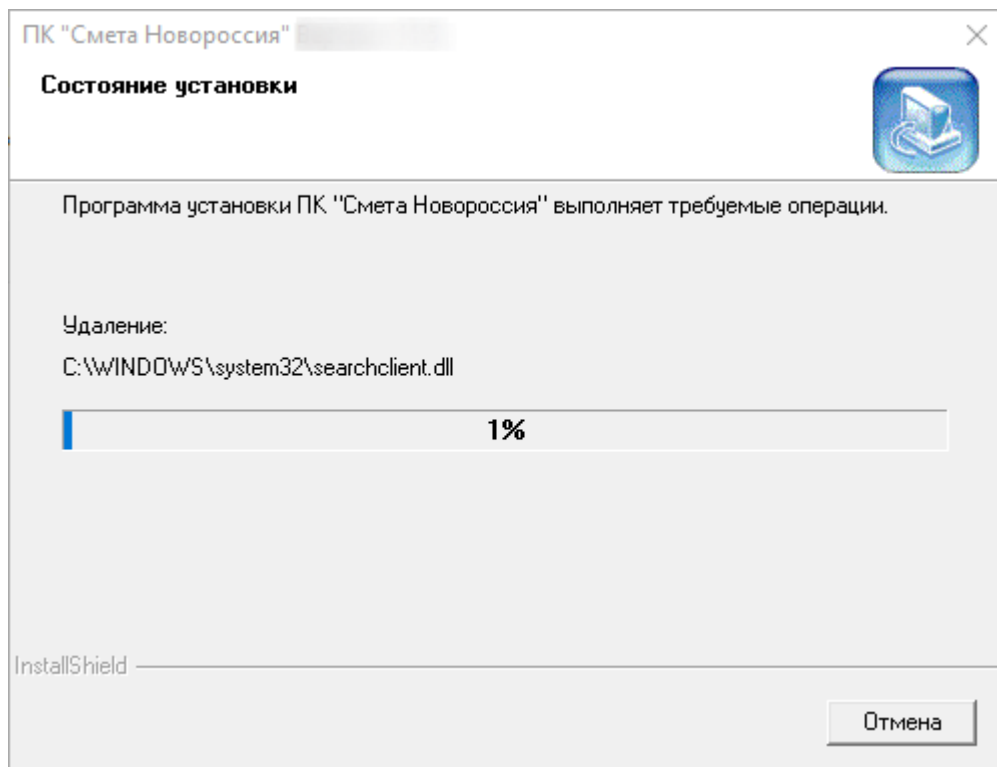 ПК "Смета Новороссия"
Состояние установки
Программа установки ПК "Смета Новороссия" выполняет требуемые операции.
Удаление:
C:\WINDOWS\system32\searchclient.dll
1%
InstallShield
Отмена